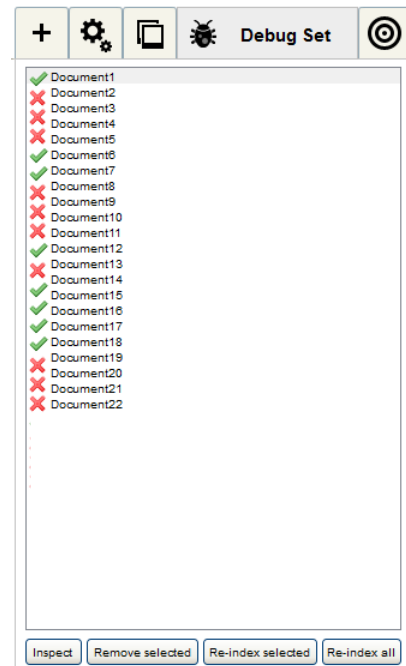 Debug Set
Document1
Document2
Document3
Document4
Document5
Document6
Document7
Document8
Document9
Document10
Document11
Document12
Document13
Document14
Document15
Document16
Document17
Document18
Document19
Document20
Document21
Document22
Inspect Remove selected Re-index selected Re-index all